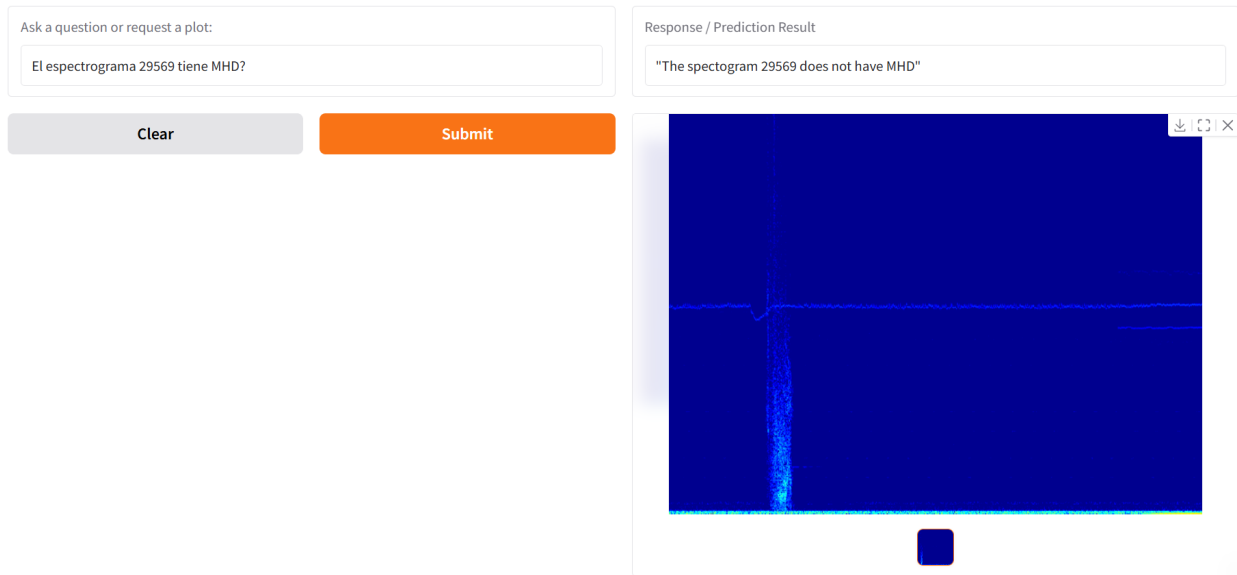 Ask a question or request a plot:
El espectrograma 29569 tiene MHD?
Clear
Submit
Response / Prediction Result
"The spectogram 29569 does not have MHD"